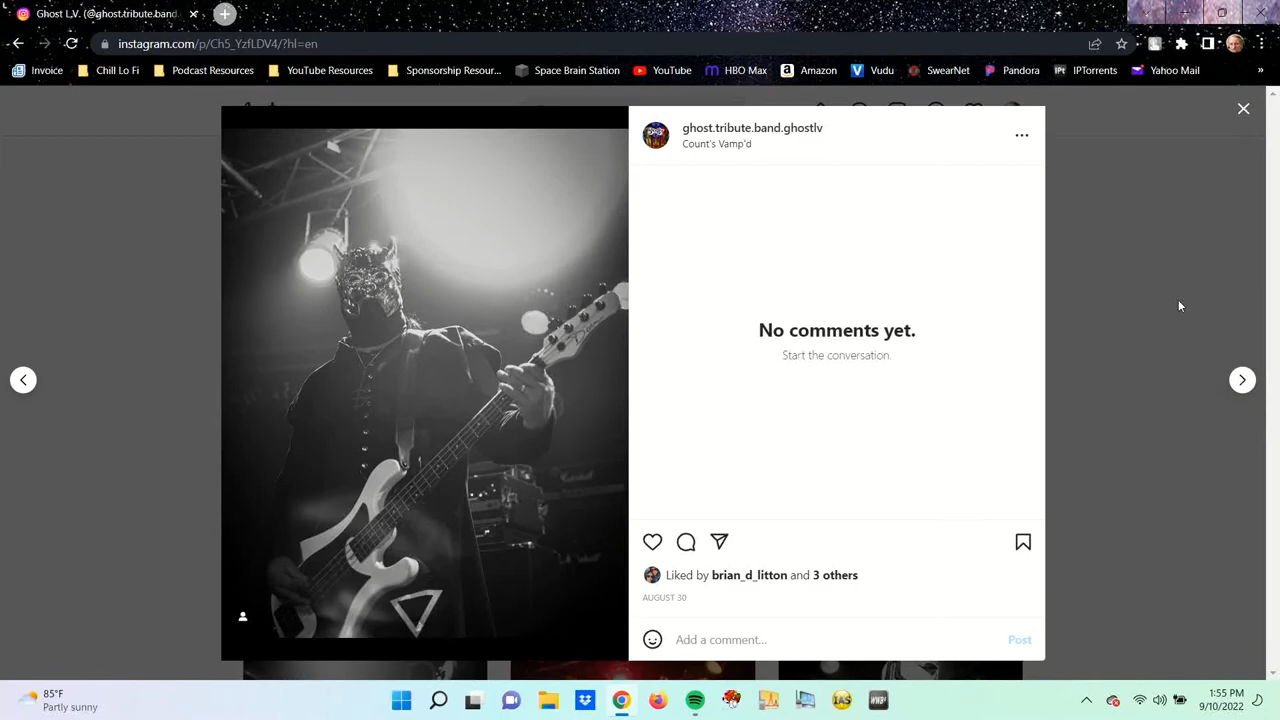 Ghost L.V. (@ghost.tribute.band
instagram.com/p/Ch5_YzfLDV4/?hl=en
Invoice
Chill Lo Fi
Podcast Resources
YouTube Resources
Sponsorship Resour...
Space Brain Station
YouTube
HBO Max
Amazon
Vudu
SwearNet
Pandora
IPTorrents
Yahoo Mail
ghost.tribute.band.ghostlv
Count's Vamp'd
No comments yet.
Start the conversation.
Liked by brian_d_litton and 3 others
AUGUST 30
Add a comment...
Post
85°F
Partly sunny
1:55 PM
9/10/2022